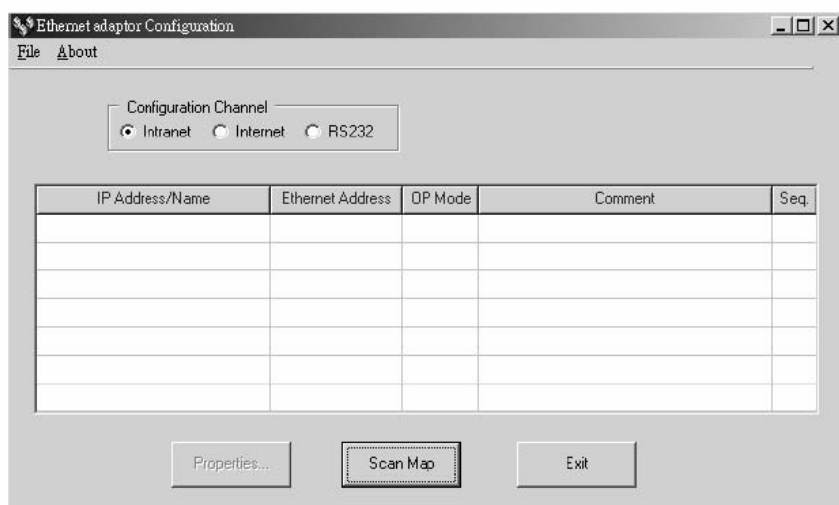 Ethernet adaptor Configuration
File About
Configuration Channel
Intranet Internet RS232
IP Address/Name Ethernet Address OP Mode Comment Seq.
Properties... Scan Map Exit